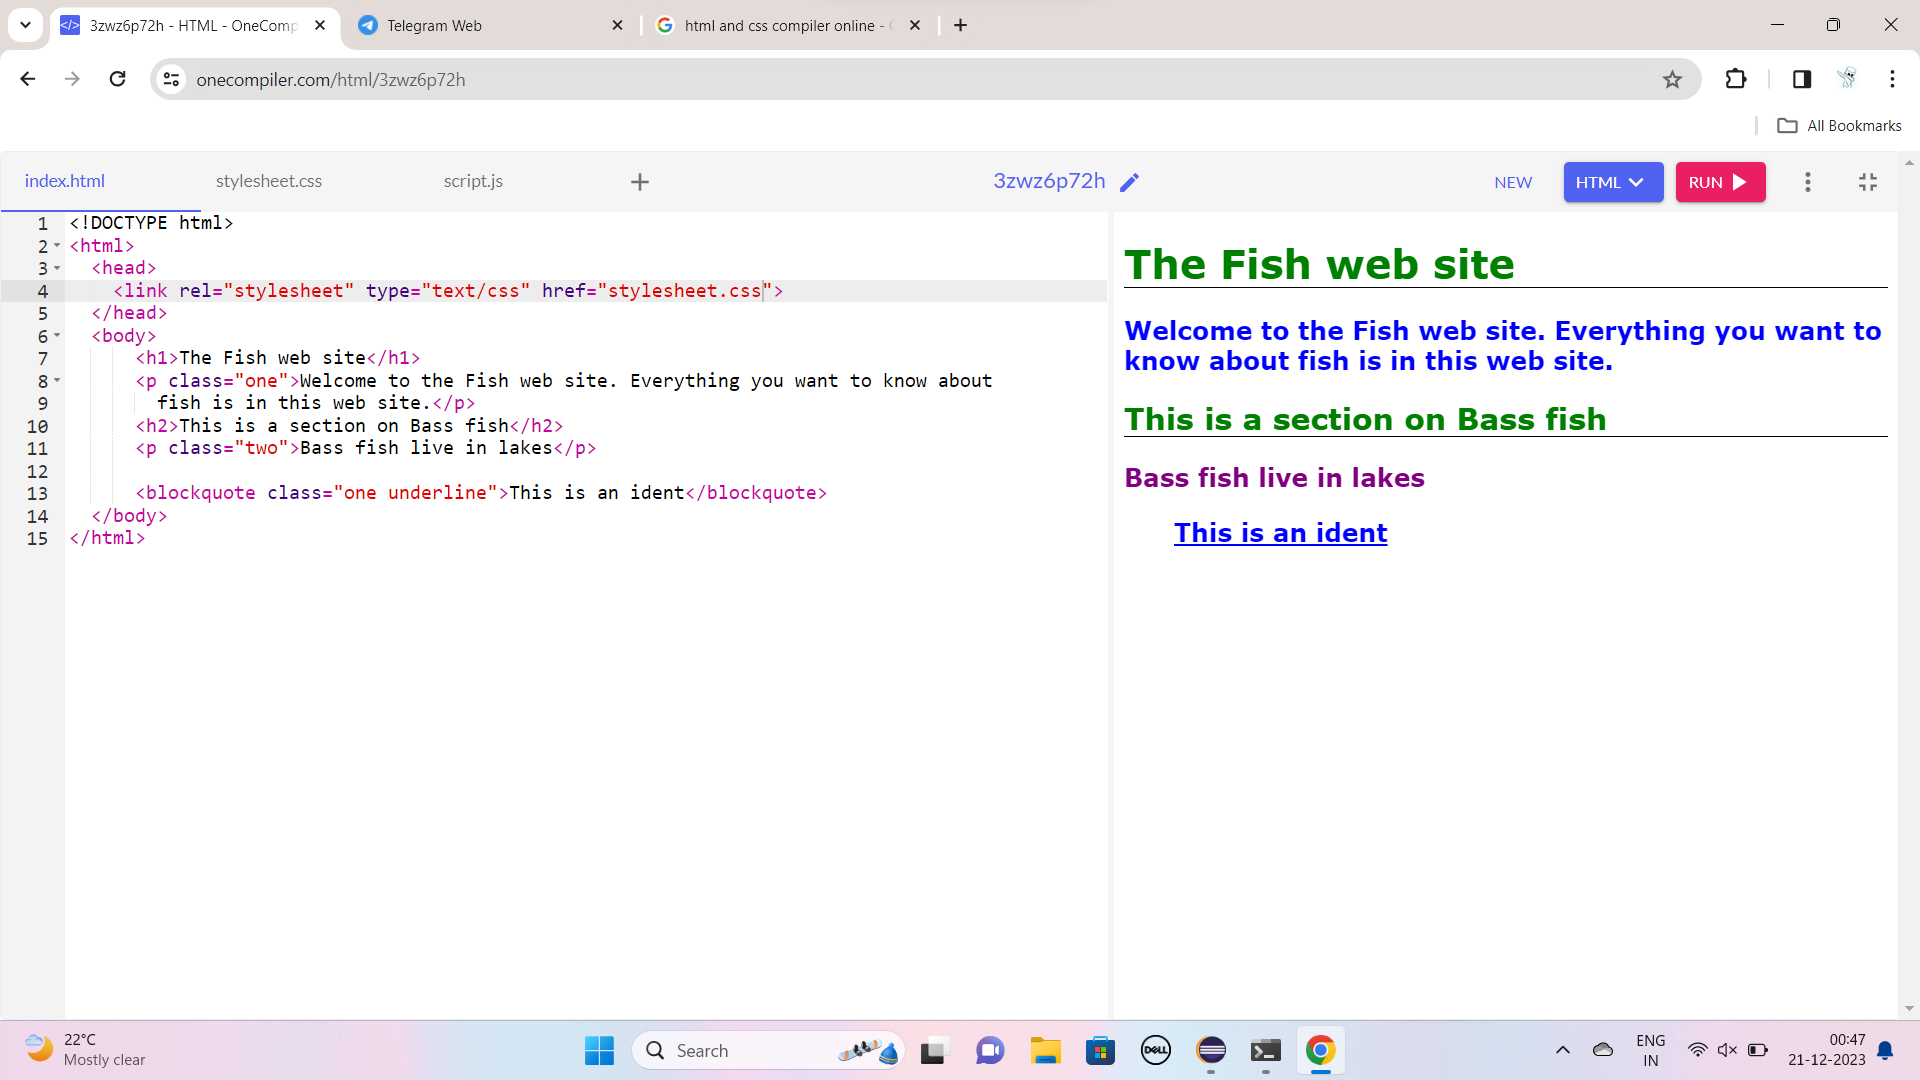 3zwz6p72h - HTML - OneComp
Telegram Web
html and css compiler online -
onecompiler.com/html/3zwz6p72h
All Bookmarks
index.html
stylesheet.css
script.js
3zwz6p72h
NEW
HTML
RUN
1 <!DOCTYPE html>
2 <html>
3 <head>
4 <link rel="stylesheet" type="text/css" href="stylesheet.css">
5 </head>
6 <body>
7 <h1>The Fish web site</h1>
8 <p class="one">Welcome to the Fish web site. Everything you want to know about
9 fish is in this web site.</p>
10 <h2>This is a section on Bass fish</h2>
11 <p class="two">Bass fish live in lakes</p>
12
13 <blockquote class="one underline">This is an ident</blockquote>
14 </body>
15 </html>
The Fish web site
Welcome to the Fish web site. Everything you want to
know about fish is in this web site.
This is a section on Bass fish
Bass fish live in lakes
This is an ident
22°C
Mostly clear
Search
DELL
ENG
IN
00:47
21-12-2023